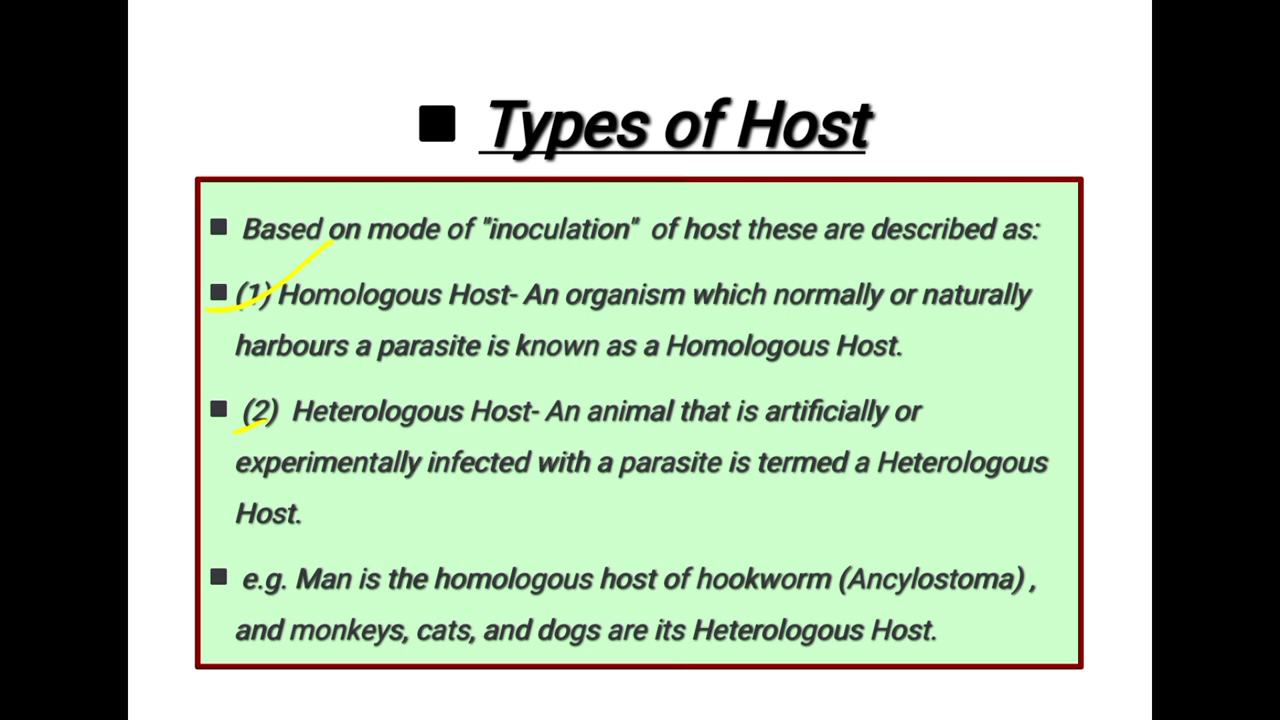 ■ Types of Host
■ Based on mode of "inoculation" of host these are described as:
■ (1) Homologous Host- An organism which normally or naturally
harbours a parasite is known as a Homologous Host.
■ (2) Heterologous Host- An animal that is artificially or
experimentally infected with a parasite is termed a Heterologous
Host.
■ e.g. Man is the homologous host of hookworm (Ancylostoma) ,
and monkeys, cats, and dogs are its Heterologous Host.